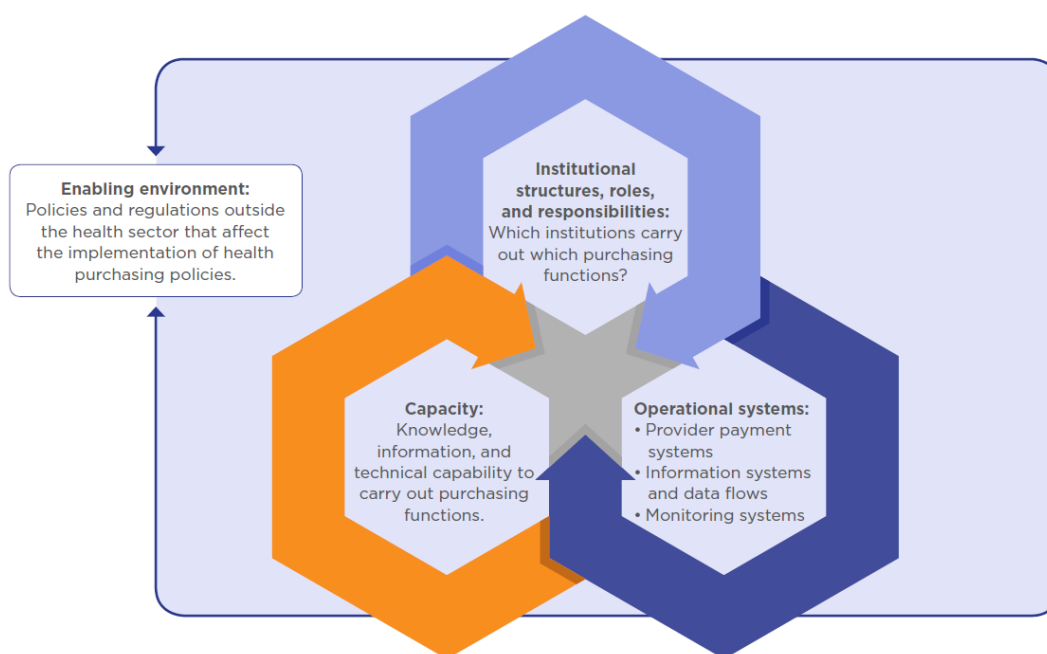 Enabling environment:
Policies and regulations outside
the health sector that affect
the implementation of health
purchasing policies.
Institutional
structures, roles,
and responsibilities:
Which institutions carry
out which purchasing
functions?
Capacity:
Knowledge,
information, and
technical capability to
carry out purchasing
functions.
Operational systems:
• Provider payment
systems
• Information systems
and data flows
• Monitoring systems